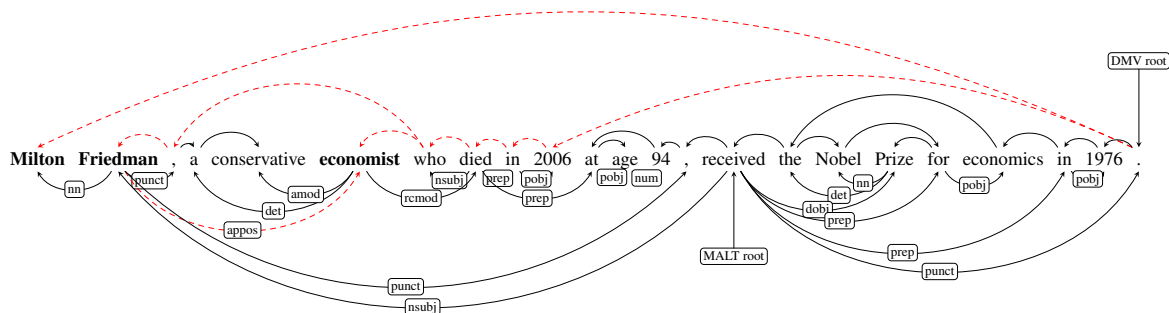 DMV root
Milton Friedman , a conservative economist who died in 2006 at age 94 , received the Nobel Prize for economics in 1976 .
nn punct nsubj prep pobj pobj num nn pobj pobj
amod rcmod prep det
det dobj
appos prep
MALT root prep
punct
punct
nsubj